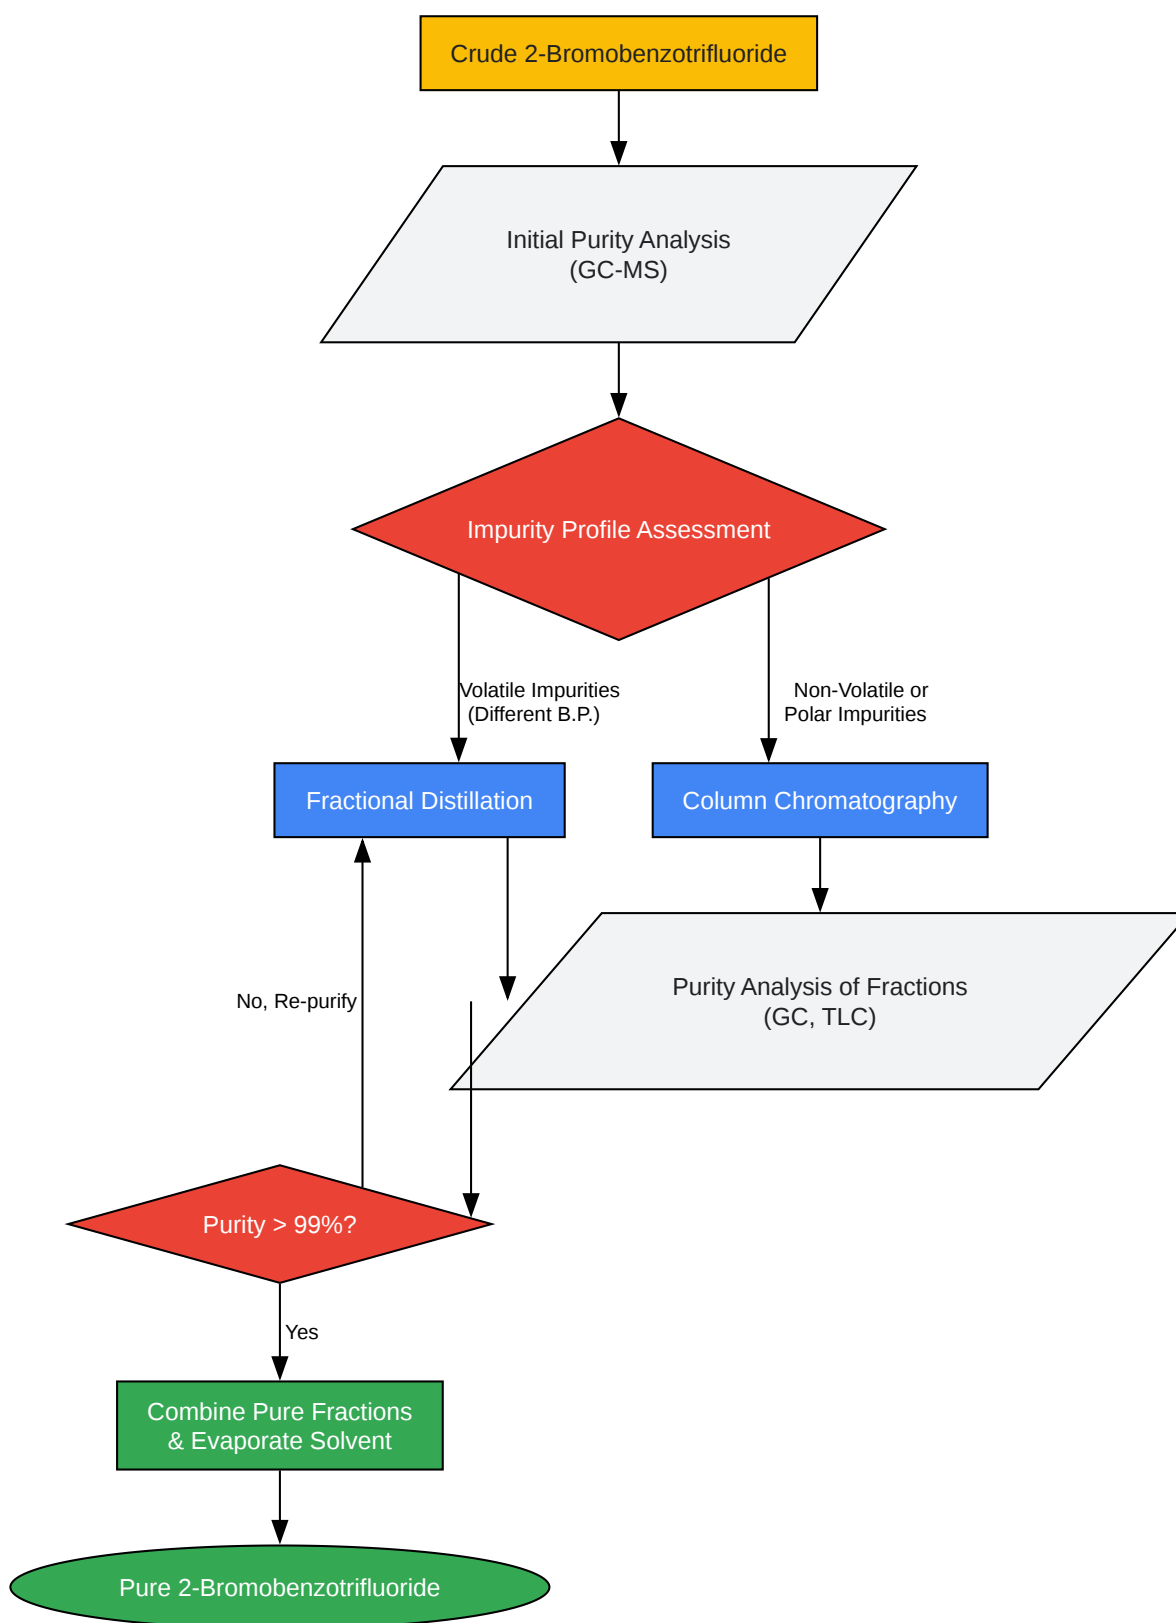 Crude 2-Bromobenzotrifluoride
Initial Purity Analysis
(GC-MS)
Impurity Profile Assessment
Volatile Impurities
(Different B.P.)
Non-Volatile or
Polar Impurities
Fractional Distillation
Column Chromatography
Purity Analysis of Fractions
(GC, TLC)
No, Re-purify
Purity > 99%?
Yes
Combine Pure Fractions
& Evaporate Solvent
Pure 2-Bromobenzotrifluoride